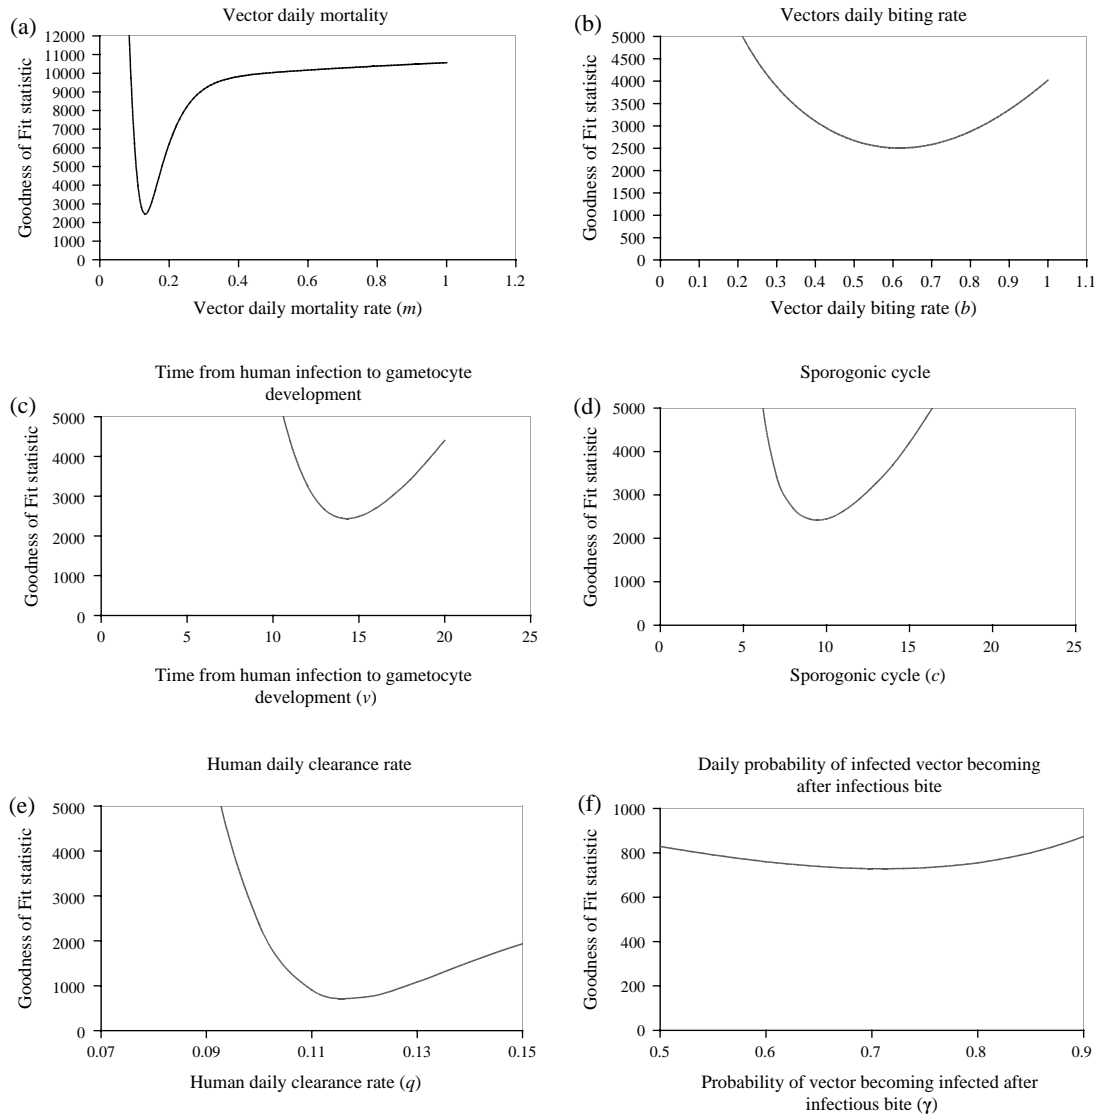 (a)
Vector daily mortality
Goodness of Fit statistic
12000
11000
10000
9000
8000
7000
6000
5000
4000
3000
2000
1000
0
0 0.2 0.4 0.6 0.8 1 1.2
Vector daily mortality rate (m)
(b)
Vectors daily biting rate
Goodness of Fit statistic
5000
4500
4000
3500
3000
2500
2000
1500
1000
500
0
0 0.1 0.2 0.3 0.4 0.5 0.6 0.7 0.8 0.9 1 1.1
Vector daily biting rate (b)
(c)
Time from human infection to gametocyte
development
Goodness of Fit statistic
5000
4000
3000
2000
1000
0
0 5 10 15 20 25
Time from human infection to gametocyte
development (v)
(d)
Sporogonic cycle
Goodness of Fit statistic
5000
4000
3000
2000
1000
0
0 5 10 15 20 25
Sporogonic cycle (c)
(e)
Human daily clearance rate
Goodness of Fit statistic
5000
4000
3000
2000
1000
0
0.07 0.09 0.11 0.13 0.15
Human daily clearance rate (q)
(f)
Daily probability of infected vector becoming
after infectious bite
Goodness of Fit statistic
1000
800
600
400
200
0
0.5 0.6 0.7 0.8 0.9
Probability of vector becoming infected after
infectious bite (γ)